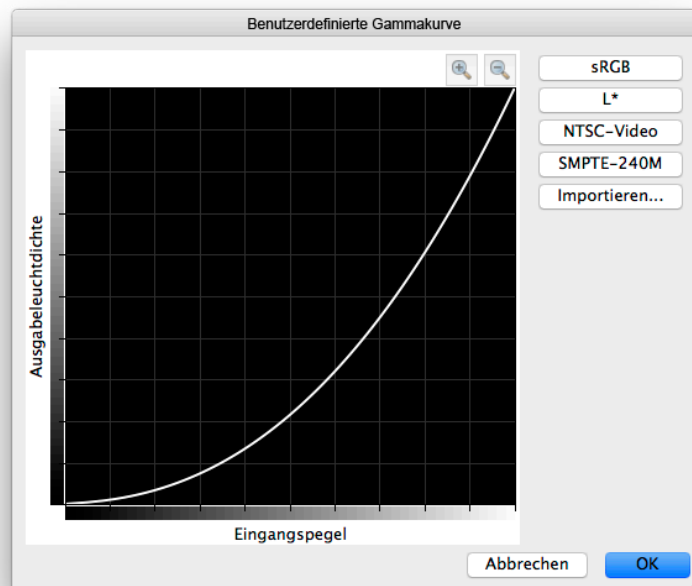 Benutzerdefinierte Gammakurve
sRGB
L*
NTSC-Video
SMPTE-240M
Importieren...
Ausgabeleuchtdichte
Eingangspegel
Abbrechen
OK